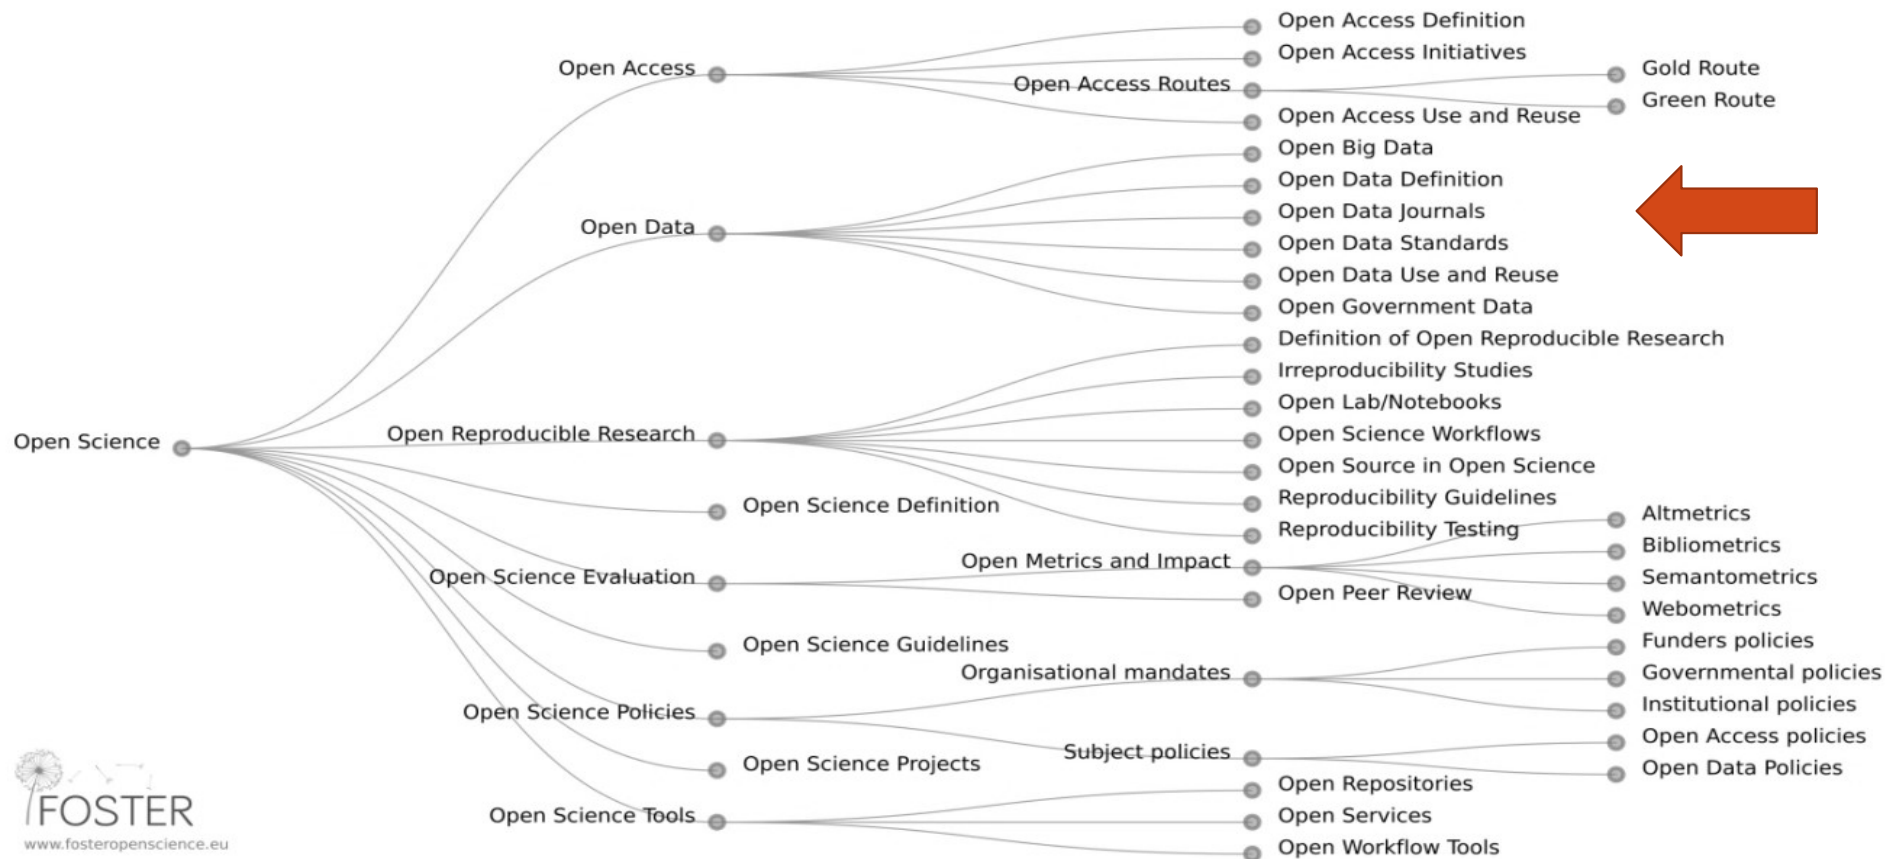 Open Science
Open Access
Open Access Definition
Open Access Initiatives
Open Access Routes
Gold Route
Green Route
Open Access Use and Reuse
Open Data
Open Big Data
Open Data Definition
Open Data Journals
Open Data Standards
Open Data Use and Reuse
Open Government Data
Open Reproducible Research
Definition of Open Reproducible Research
Irreproducibility Studies
Open Lab/Notebooks
Open Science Workflows
Open Source in Open Science
Reproducibility Guidelines
Reproducibility Testing
Open Science Definition
Open Science Evaluation
Open Metrics and Impact
Altmetrics
Bibliometrics
Semantometrics
Webometrics
Open Peer Review
Open Science Guidelines
Open Science Policies
Organisational mandates
Funders policies
Governmental policies
Institutional policies
Subject policies
Open Access policies
Open Data Policies
Open Science Projects
Open Science Tools
Open Repositories
Open Services
Open Workflow Tools
FOSTER
www.fosteropenscience.eu